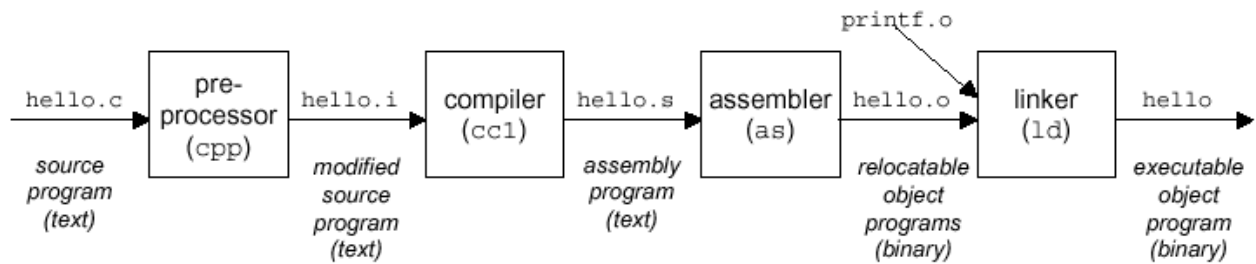 printf.o
hello.c
pre-
processor
(cpp)
hello.i
compiler
(cc1)
hello.s
assembler
(as)
hello.o
linker
(ld)
hello
source
program
(text)
modified
source
program
(text)
assembly
program
(text)
relocatable
object
programs
(binary)
executable
object
program
(binary)